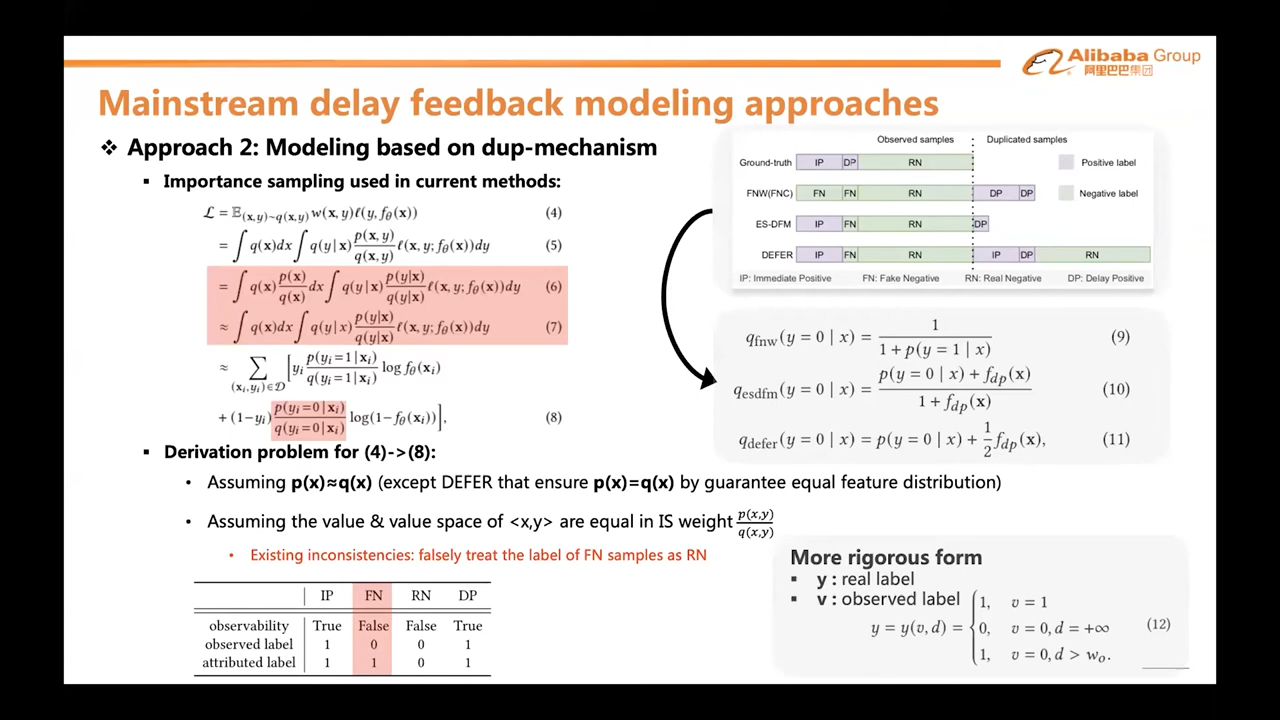 Alibaba Group
阿里巴巴集团
Mainstream delay feedback modeling approaches
❖ Approach 2: Modeling based on dup-mechanism
▪ Importance sampling used in current methods:
ℒ = 𝔼(x,y)~q(x,y) w(x,y)ℓ(y, fθ(x)) (4)
= ∫ q(x)dx ∫ q(y|x) p(x,y)/q(x,y) ℓ(x, y; fθ(x))dy (5)
= ∫ q(x) p(x)/q(x) dx ∫ q(y|x) p(y|x)/q(y|x) ℓ(x, y; fθ(x))dy (6)
≈ ∫ q(x)dx ∫ q(y|x) p(y|x)/q(y|x) ℓ(x, y; fθ(x))dy (7)
≈ ∑(xi,yi)∈𝒟 [yi p(yi=1|xi)/q(yi=1|xi) log fθ(xi)
+ (1−yi) p(yi=0|xi)/q(yi=0|xi) log(1−fθ(xi))], (8)
▪ Derivation problem for (4)->(8):
• Assuming p(x)≈q(x) (except DEFER that ensure p(x)=q(x) by guarantee equal feature distribution)
• Assuming the value & value space of <x,y> are equal in IS weight p(x,y)/q(x,y)
• Existing inconsistencies: falsely treat the label of FN samples as RN
IP FN RN DP
observability True False False True
observed label 1 0 0 1
attributed label 1 1 0 1
Observed samples Duplicated samples
Ground-truth IP DP RN Positive label
FNW(FNC) FN FN RN DP DP Negative label
ES-DFM IP FN RN DP
DEFER IP FN RN IP DP RN
IP: Immediate Positive FN: Fake Negative RN: Real Negative DP: Delay Positive
qfnw(y = 0 | x) = 1/(1 + p(y = 1 | x)) (9)
qesdfm(y = 0 | x) = (p(y = 0 | x) + fdp(x))/(1 + fdp(x)) (10)
qdefer(y = 0 | x) = p(y = 0 | x) + 1/2 fdp(x), (11)
More rigorous form
▪ y : real label
▪ v : observed label
y = y(v, d) = { 1, v = 1
0, v = 0, d = +∞ (12)
1, v = 0, d > wo.